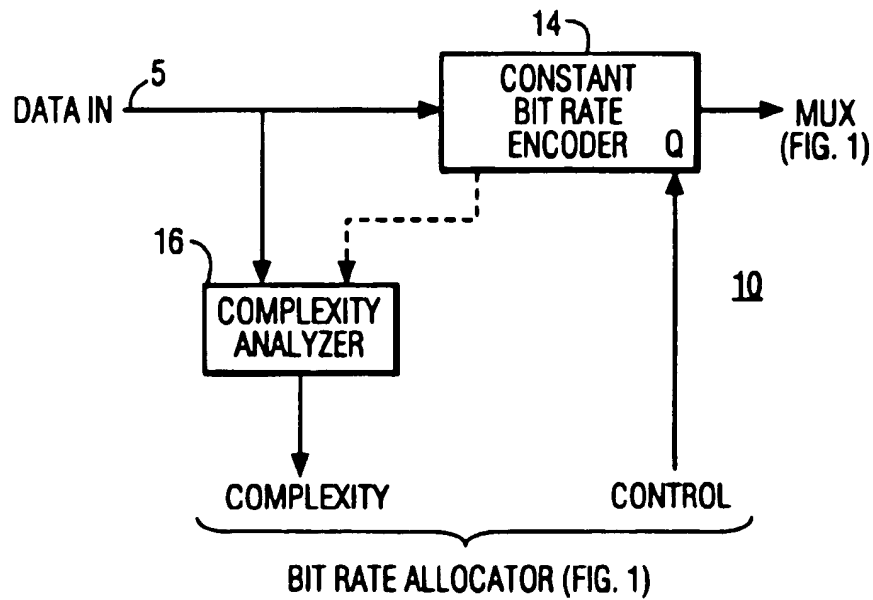 14
5
DATA IN
CONSTANT
BIT RATE
ENCODER Q
MUX
(FIG. 1)
16
10
COMPLEXITY
ANALYZER
COMPLEXITY
CONTROL
BIT RATE ALLOCATOR (FIG. 1)